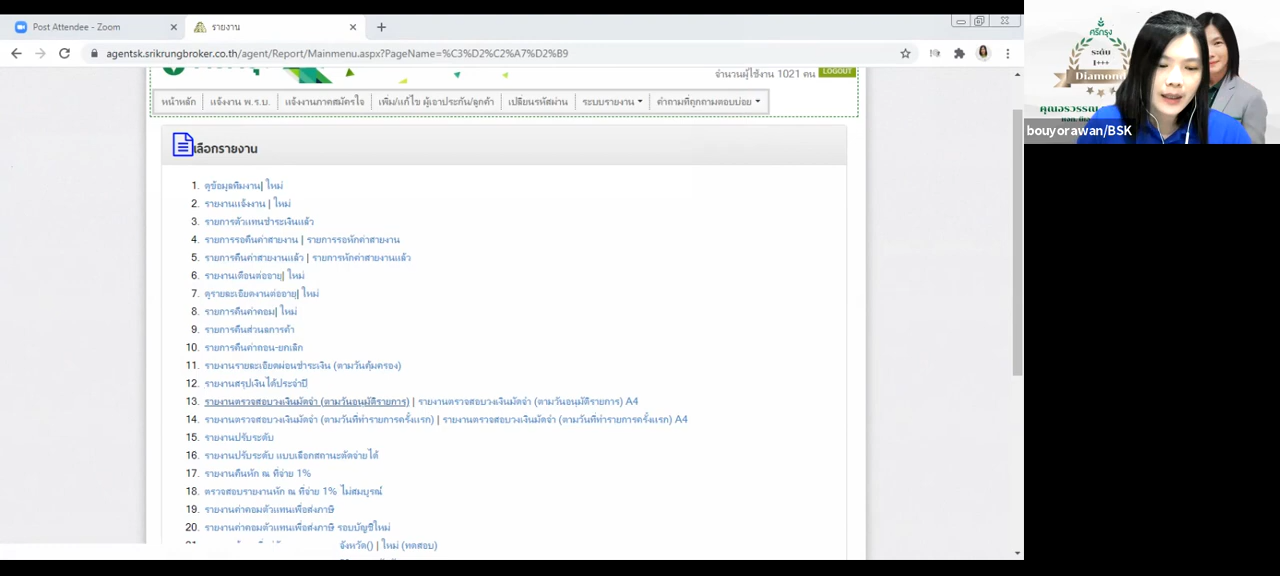 Post Attendee - Zoom
รายงาน
agentsk.srikrungbroker.co.th/agent/Report/Mainmenu.aspx?PageName=%C3%D2%C2%A7%D2%B9
จำนวนผู้ใช้งาน 1021 คน LOGOUT
หน้าหลัก แจ้งงาน พ.ร.บ. แจ้งงานภาคสมัครใจ เพิ่ม/แก้ไข ผู้เอาประกัน/ลูกค้า เปลี่ยนรหัสผ่าน ระบบรายงาน คำถามที่ถูกถามตอบบ่อย
เลือกรายงาน
1. ดูข้อมูลทีมงาน| ใหม่
2. รายงานแจ้งงาน | ใหม่
3. รายการตัวแทนชำระเงินแล้ว
4. รายการรอคืนค่าสายงาน | รายการรอหักค่าสายงาน
5. รายการคืนค่าสายงานแล้ว | รายการหักค่าสายงานแล้ว
6. รายงานเตือนต่ออายุ| ใหม่
7. ดูรายละเอียดงานต่ออายุ| ใหม่
8. รายการคืนค่าคอม| ใหม่
9. รายการคืนส่วนลดการค้า
10. รายการคืนค่าถอน-ยกเลิก
11. รายงานรายละเอียดผ่อนชำระเงิน (ตามวันคุ้มครอง)
12. รายงานสรุปเงินได้ประจำปี
13. รายงานตรวจสอบวงเงินมัดจำ (ตามวันอนุมัติรายการ) | รายงานตรวจสอบวงเงินมัดจำ (ตามวันอนุมัติรายการ) A4
14. รายงานตรวจสอบวงเงินมัดจำ (ตามวันที่ทำรายการครั้งแรก) | รายงานตรวจสอบวงเงินมัดจำ (ตามวันที่ทำรายการครั้งแรก) A4
15. รายงานปรับระดับ
16. รายงานปรับระดับ แบบเลือกสถานะตัดจ่ายได้
17. รายงานคืนหัก ณ ที่จ่าย 1%
18. ตรวจสอบรายงานหัก ณ ที่จ่าย 1% ไม่สมบูรณ์
19. รายงานค่าคอมตัวแทนเพื่อส่งภาษี
20. รายงานค่าคอมตัวแทนเพื่อส่งภาษี รอบบัญชีใหม่
จังหวัด() | ใหม่ (ทดสอบ)
ศรีกรุง
ระดับ
1+++
Diamond
bouyorawan/BSK